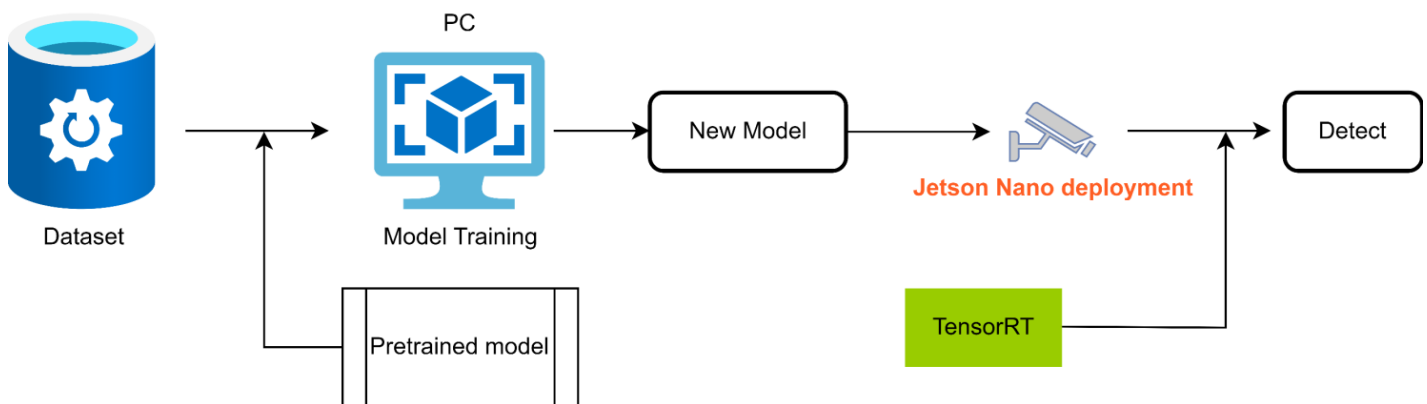 PC
Dataset
Model Training
New Model
Jetson Nano deployment
Detect
Pretrained model
TensorRT